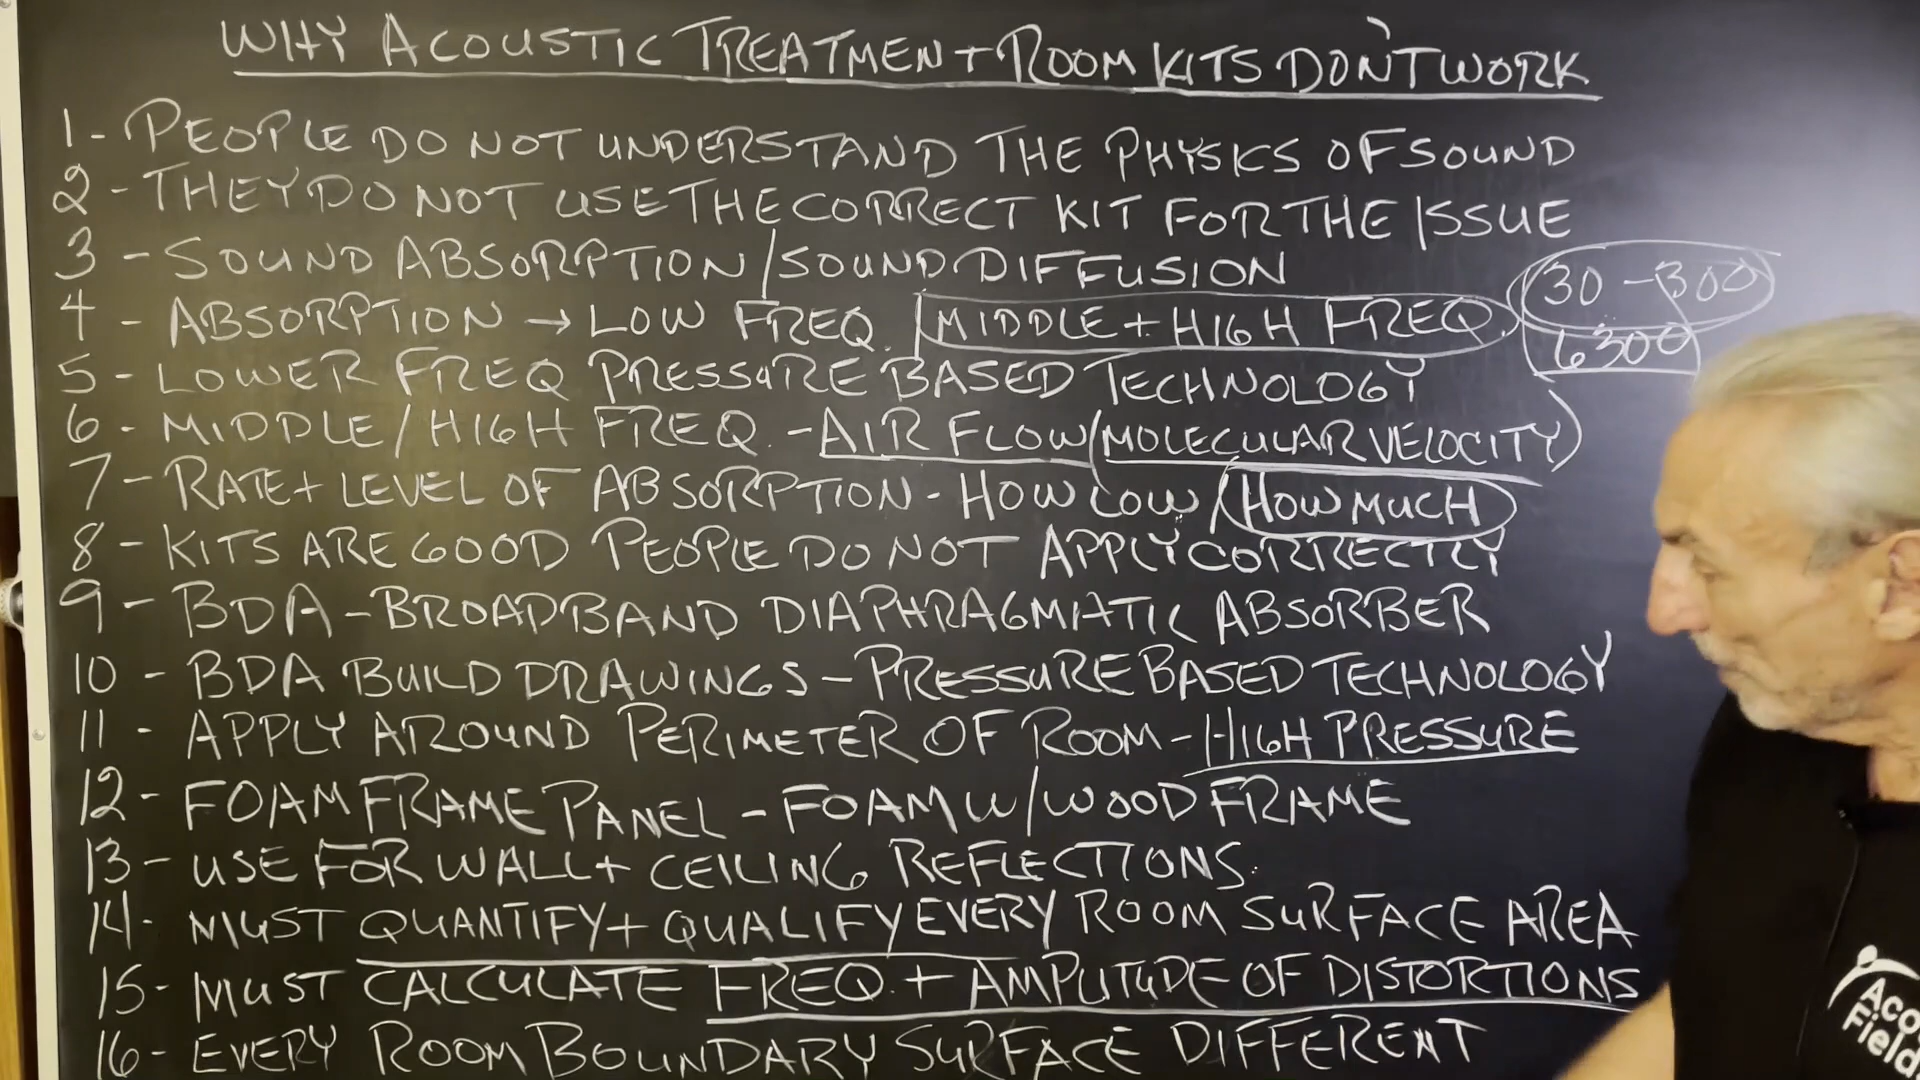 WHY ACOUSTIC TREATMENT ROOM KITS DON'T WORK
1 - PEOPLE DO NOT UNDERSTAND THE PHYSICS OF SOUND
2 - THEY DO NOT USE THE CORRECT KIT FOR THE ISSUE
3 - SOUND ABSORPTION/SOUND DIFFUSION
30 - 300
4 - ABSORPTION → LOW FREQ. / MIDDLE + HIGH FREQ.
6300
5 - LOWER FREQ PRESSURE BASED TECHNOLOGY
6 - MIDDLE/HIGH FREQ. - AIR FLOW (MOLECULAR VELOCITY)
7 - RATE + LEVEL OF ABSORPTION - HOW LOW / HOW MUCH
8 - KITS ARE GOOD PEOPLE DO NOT APPLY CORRECTLY
9 - BDA - BROADBAND DIAPHRAGMATIC ABSORBER
10 - BDA BUILD DRAWINGS - PRESSURE BASED TECHNOLOGY
11 - APPLY AROUND PERIMETER OF ROOM - HIGH PRESSURE
12 - FOAM FRAME PANEL - FOAM W/WOOD FRAME
13 - USE FOR WALL + CEILING REFLECTIONS.
14 - MUST QUANTIFY + QUALIFY EVERY ROOM SURFACE AREA
15 - MUST CALCULATE FREQ. + AMPLITUDE OF DISTORTIONS
16 - EVERY ROOM BOUNDARY SURFACE DIFFERENT
Aco
Field